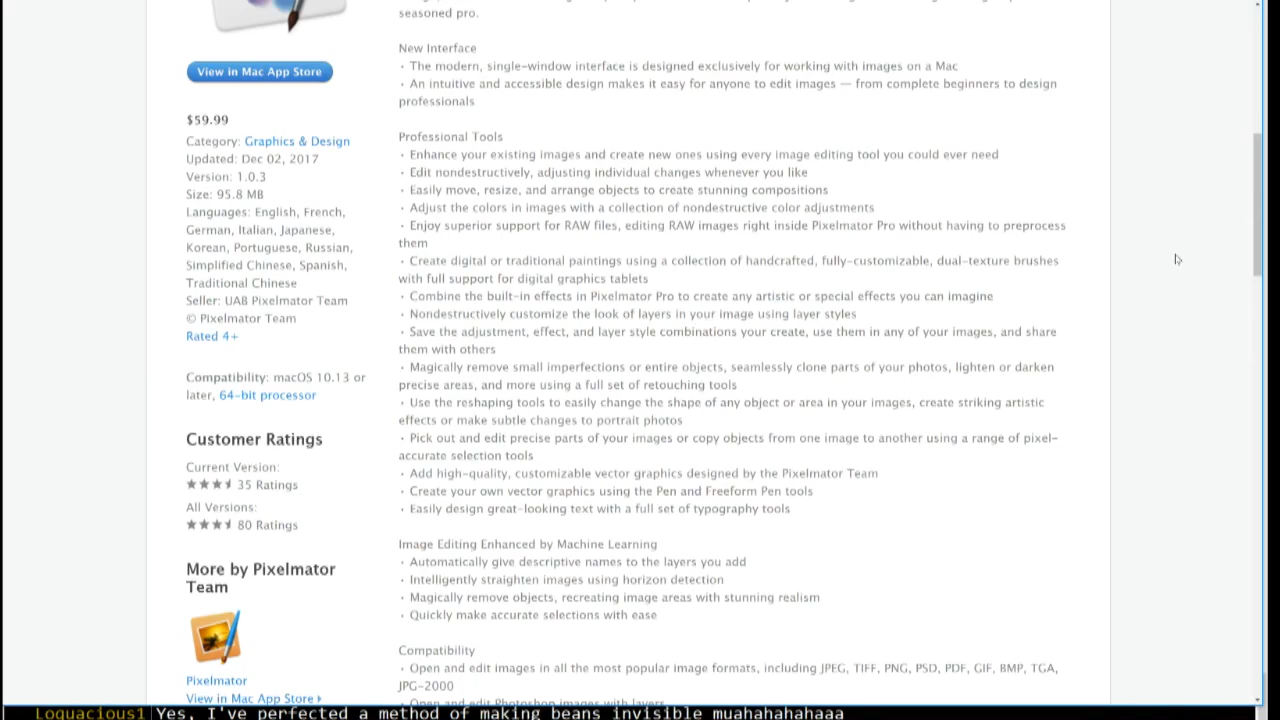 seasoned pro.
View in Mac App Store
$59.99
Category: Graphics & Design
Updated: Dec 02, 2017
Version: 1.0.3
Size: 95.8 MB
Languages: English, French,
German, Italian, Japanese,
Korean, Portuguese, Russian,
Simplified Chinese, Spanish,
Traditional Chinese
Seller: UAB Pixelmator Team
© Pixelmator Team
Rated 4+
Compatibility: macOS 10.13 or
later, 64-bit processor
Customer Ratings
Current Version:
35 Ratings
All Versions:
80 Ratings
More by Pixelmator
Team
Pixelmator
View in Mac App Store
New Interface
· The modern, single-window interface is designed exclusively for working with images on a Mac
· An intuitive and accessible design makes it easy for anyone to edit images — from complete beginners to design
professionals
Professional Tools
· Enhance your existing images and create new ones using every image editing tool you could ever need
· Edit nondestructively, adjusting individual changes whenever you like
· Easily move, resize, and arrange objects to create stunning compositions
· Adjust the colors in images with a collection of nondestructive color adjustments
· Enjoy superior support for RAW files, editing RAW images right inside Pixelmator Pro without having to preprocess
them
· Create digital or traditional paintings using a collection of handcrafted, fully-customizable, dual-texture brushes
with full support for digital graphics tablets
· Combine the built-in effects in Pixelmator Pro to create any artistic or special effects you can imagine
· Nondestructively customize the look of layers in your image using layer styles
· Save the adjustment, effect, and layer style combinations your create, use them in any of your images, and share
them with others
· Magically remove small imperfections or entire objects, seamlessly clone parts of your photos, lighten or darken
precise areas, and more using a full set of retouching tools
· Use the reshaping tools to easily change the shape of any object or area in your images, create striking artistic
effects or make subtle changes to portrait photos
· Pick out and edit precise parts of your images or copy objects from one image to another using a range of pixel-
accurate selection tools
· Add high-quality, customizable vector graphics designed by the Pixelmator Team
· Create your own vector graphics using the Pen and Freeform Pen tools
· Easily design great-looking text with a full set of typography tools
Image Editing Enhanced by Machine Learning
· Automatically give descriptive names to the layers you add
· Intelligently straighten images using horizon detection
· Magically remove objects, recreating image areas with stunning realism
· Quickly make accurate selections with ease
Compatibility
· Open and edit images in all the most popular image formats, including JPEG, TIFF, PNG, PSD, PDF, GIF, BMP, TGA,
JPG-2000
· Open and edit Photoshop images with layers
Loquacious1 Yes, I've perfected a method of making beans invisible muahahahahaaa